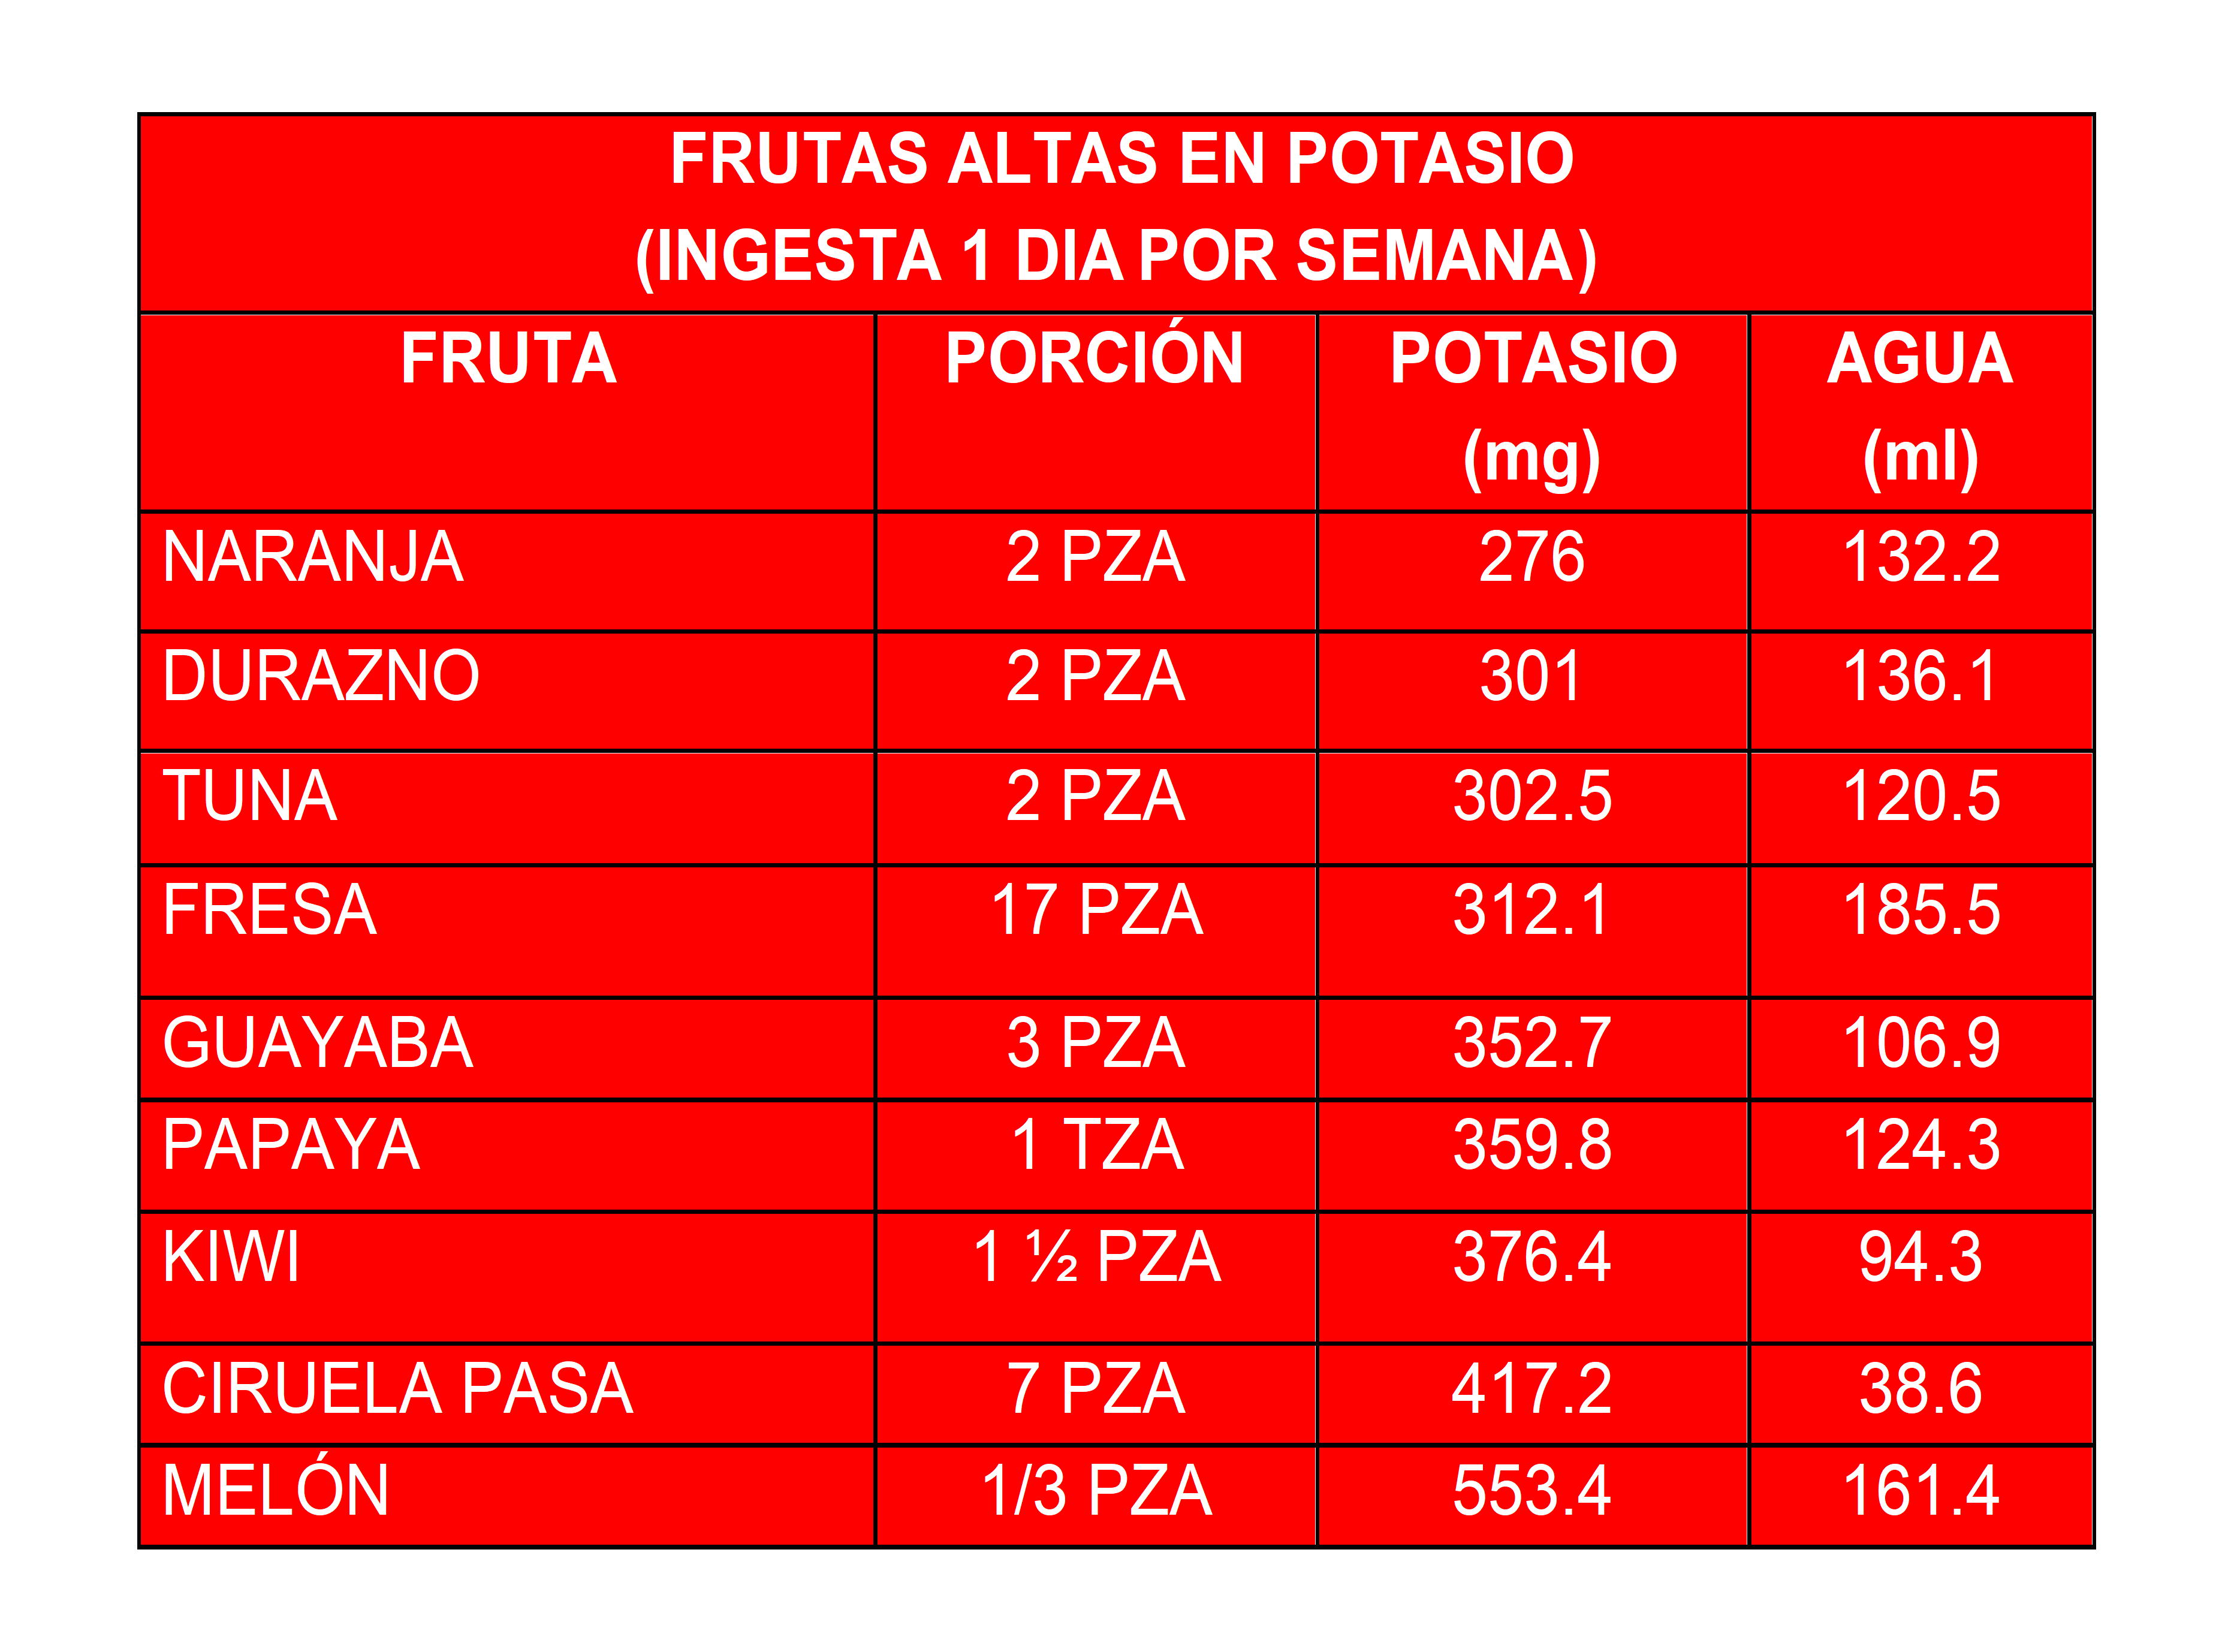 FRUTAS ALTAS EN POTASIO
(INGESTA 1 DIA POR SEMANA)
FRUTA PORCIÓN POTASIO (mg) AGUA (ml)
NARANJA 2 PZA 276 132.2
DURAZNO 2 PZA 301 136.1
TUNA 2 PZA 302.5 120.5
FRESA 17 PZA 312.1 185.5
GUAYABA 3 PZA 352.7 106.9
PAPAYA 1 TZA 359.8 124.3
KIWI 1 ½ PZA 376.4 94.3
CIRUELA PASA 7 PZA 417.2 38.6
MELÓN 1/3 PZA 553.4 161.4